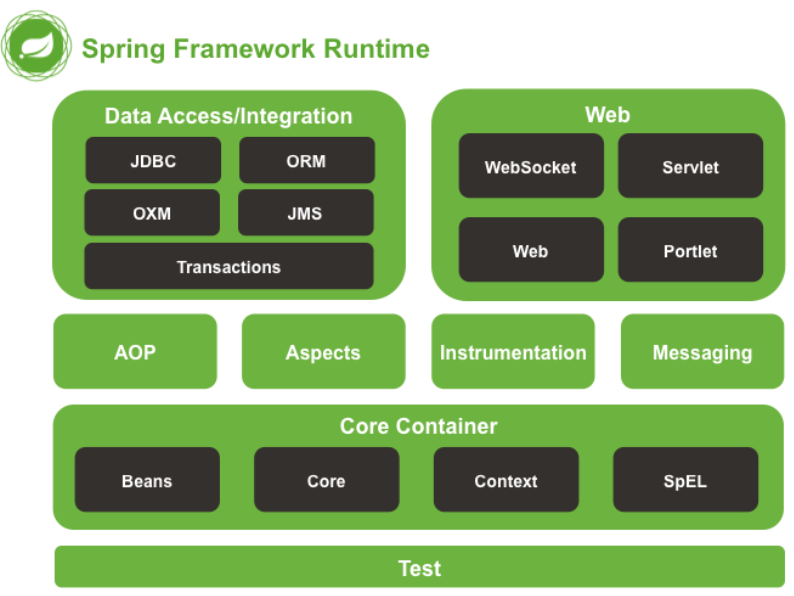 Spring Framework Runtime
Data Access/Integration
JDBC
ORM
OXM
JMS
Transactions
Web
WebSocket
Servlet
Web
Portlet
AOP
Aspects
Instrumentation
Messaging
Core Container
Beans
Core
Context
SpEL
Test